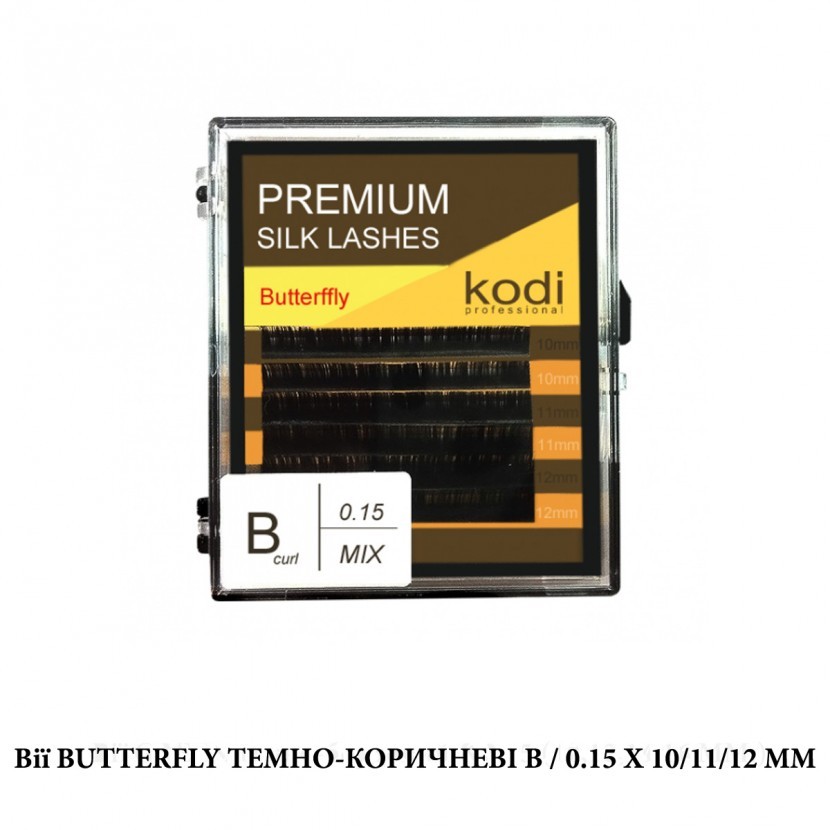 PREMIUM
SILK LASHES
Butterffly
kodi
professional
10mm
10mm
11mm
11mm
12mm
12mm
B curl
0.15
MIX
Вії BUTTERFLY ТЕМНО-КОРИЧНЕВІ B / 0.15 X 10/11/12 ММ